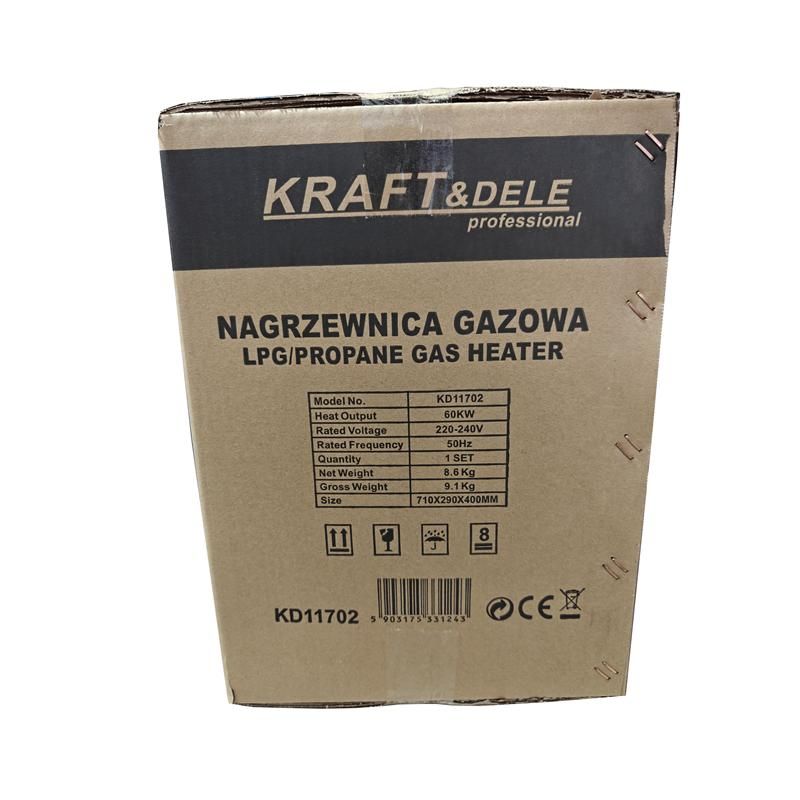 KRAFT&DELE
professional
NAGRZEWNICA GAZOWA
LPG/PROPANE GAS HEATER
Model No. KD11702
Heat Output 60KW
Rated Voltage 220-240V
Rated Frequency 50Hz
Quantity 1 SET
Net Weight 8.6 Kg
Gross Weight 9.1 Kg
Size 710X290X400MM
8
KD11702 5 903175 331243 CE